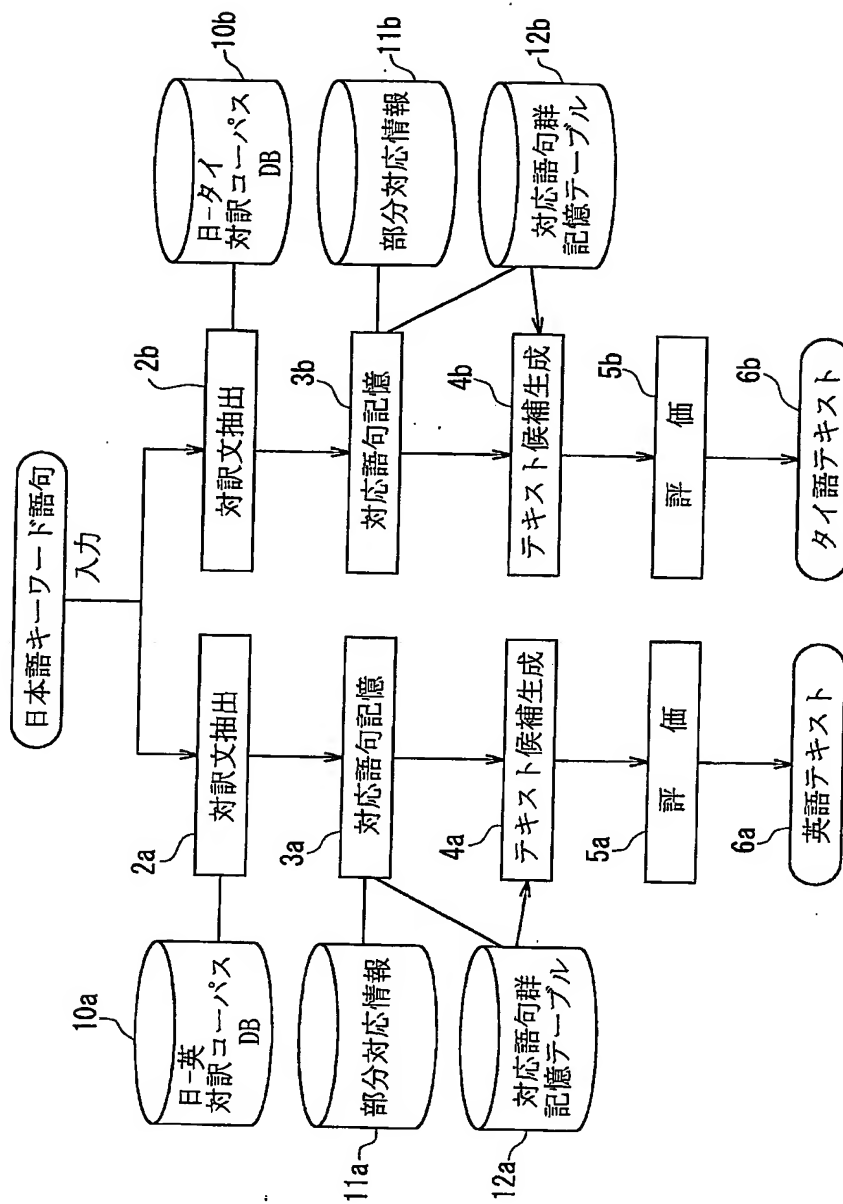 日本語キーワード語句
入力
10a
日-英
対訳コーパス
DB
2a
対訳文抽出
2b
対訳文抽出
10b
日-タイ
対訳コーパス
DB
11a
部分対応情報
3a
対応語句記憶
3b
対応語句記憶
11b
部分対応情報
12a
対応語句群
記憶テーブル
4a
テキスト候補生成
4b
テキスト候補生成
12b
対応語句群
記憶テーブル
5a
評 価
5b
評 価
6a
英語テキスト
6b
タイ語テキスト